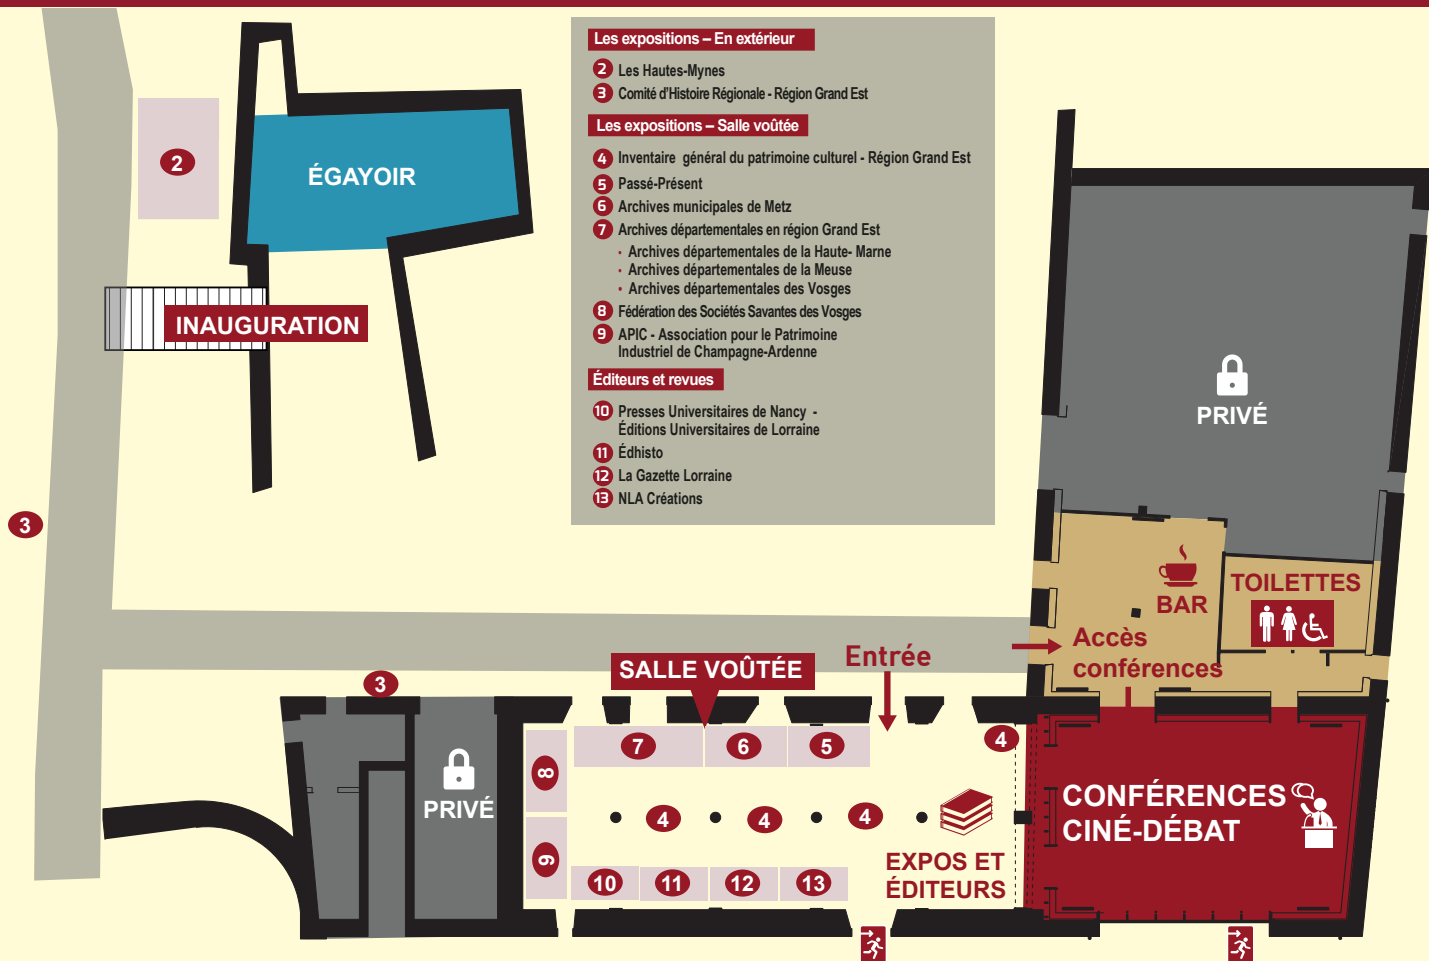 Les expositions – En extérieur
2 Les Hautes-Mynes
3 Comité d'Histoire Régionale - Région Grand Est
Les expositions – Salle voûtée
4 Inventaire général du patrimoine culturel - Région Grand Est
5 Passé-Présent
6 Archives municipales de Metz
7 Archives départementales en région Grand Est
• Archives départementales de la Haute- Marne
• Archives départementales de la Meuse
• Archives départementales des Vosges
8 Fédération des Sociétés Savantes des Vosges
9 APIC - Association pour le Patrimoine
Industriel de Champagne-Ardenne
Éditeurs et revues
10 Presses Universitaires de Nancy -
Éditions Universitaires de Lorraine
11 Édhisto
12 La Gazette Lorraine
13 NLA Créations
2
ÉGAYOIR
INAUGURATION
3
PRIVÉ
BAR
TOILETTES
Accès
conférences
Entrée
SALLE VOÛTÉE
3
PRIVÉ
8
7
6
5
4
4
4
4
9
10
11
12
13
EXPOS ET
ÉDITEURS
CONFÉRENCES
CINÉ-DÉBAT